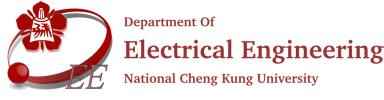 Department Of
Electrical Engineering
National Cheng Kung University
EE